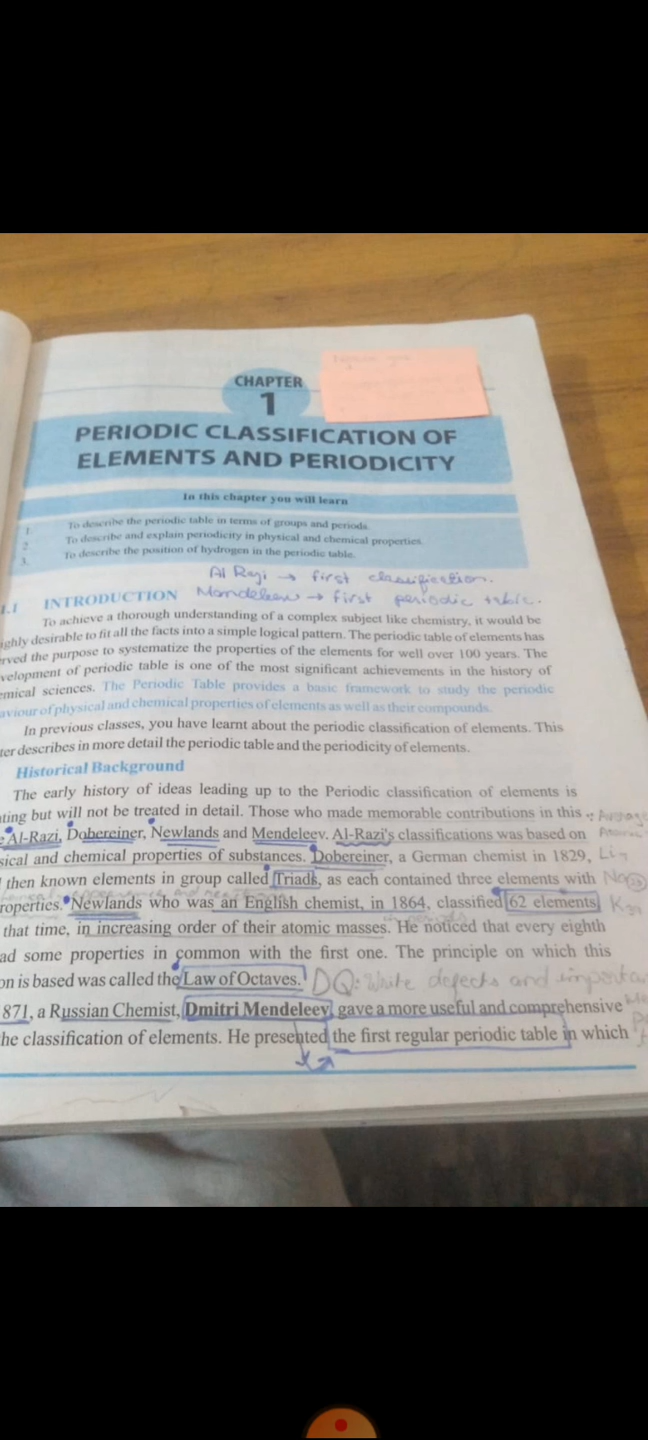 CHAPTER
1
PERIODIC CLASSIFICATION OF
ELEMENTS AND PERIODICITY
In this chapter you will learn
1. To describe the periodic table in terms of groups and periods.
2. To describe and explain periodicity in physical and chemical properties.
3. To describe the position of hydrogen in the periodic table.
Al Razi → first classification.
1.1 INTRODUCTION Mandeleev → first periodic table.
To achieve a thorough understanding of a complex subject like chemistry, it would be
ighly desirable to fit all the facts into a simple logical pattern. The periodic table of elements has
rved the purpose to systematize the properties of the elements for well over 100 years. The
velopment of periodic table is one of the most significant achievements in the history of
emical sciences. The Periodic Table provides a basic framework to study the periodic
aviour of physical and chemical properties of elements as well as their compounds.
In previous classes, you have learnt about the periodic classification of elements. This
ter describes in more detail the periodic table and the periodicity of elements.
Historical Background
The early history of ideas leading up to the Periodic classification of elements is
ting but will not be treated in detail. Those who made memorable contributions in this Average
e Al-Razi, Dobereiner, Newlands and Mendeleev. Al-Razi's classifications was based on
sical and chemical properties of substances. Dobereiner, a German chemist in 1829, Li 7
then known elements in group called Triads, as each contained three elements with Na 23
roperties. Newlands who was an English chemist, in 1864, classified 62 elements K 39
that time, in increasing order of their atomic masses. He noticed that every eighth
ad some properties in common with the first one. The principle on which this
on is based was called the Law of Octaves. DQ: Write defects and importa
871, a Russian Chemist, Dmitri Mendeleev gave a more useful and comprehensive
he classification of elements. He presented the first regular periodic table in which